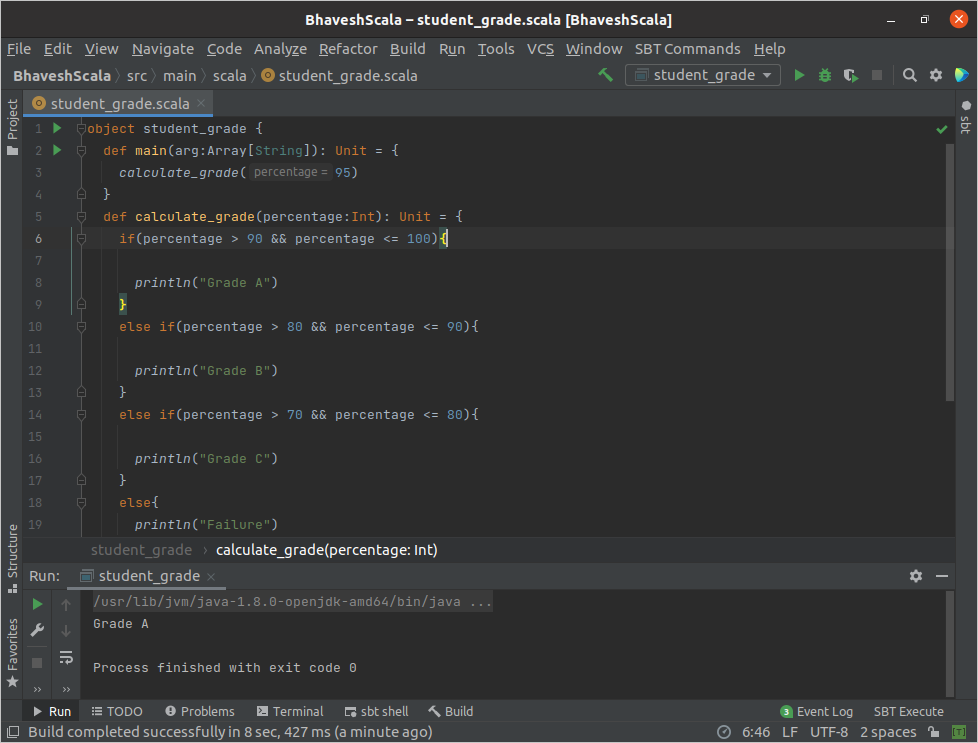 BhaveshScala – student_grade.scala [BhaveshScala]
File Edit View Navigate Code Analyze Refactor Build Run Tools VCS Window SBT Commands Help
BhaveshScala src main scala student_grade.scala student_grade
Project
student_grade.scala
sbt
1 object student_grade {
2 def main(arg:Array[String]): Unit = {
3 calculate_grade( percentage = 95)
4 }
5 def calculate_grade(percentage:Int): Unit = {
6 if(percentage > 90 && percentage <= 100){
7
8 println("Grade A")
9 }
10 else if(percentage > 80 && percentage <= 90){
11
12 println("Grade B")
13 }
14 else if(percentage > 70 && percentage <= 80){
15
16 println("Grade C")
17 }
18 else{
19 println("Failure")
student_grade › calculate_grade(percentage: Int)
Structure
Favorites
Run: student_grade
/usr/lib/jvm/java-1.8.0-openjdk-amd64/bin/java ...
Grade A
Process finished with exit code 0
Run TODO Problems Terminal sbt shell Build 3 Event Log SBT Execute
Build completed successfully in 8 sec, 427 ms (a minute ago) 6:46 LF UTF-8 2 spaces [T]